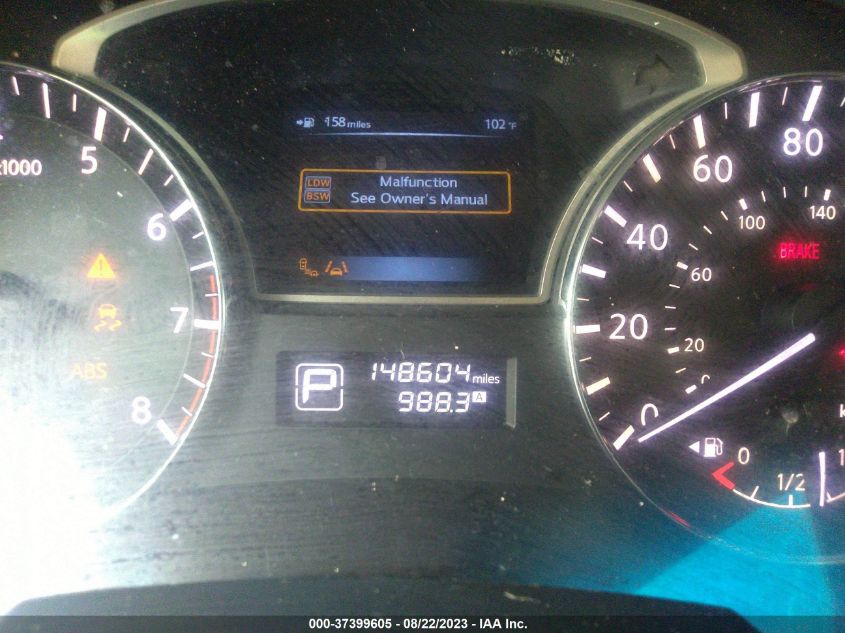 158 miles 102 °F
LDW Malfunction
BSW See Owner's Manual
x1000
5
6
7
8
ABS
P 148604 miles
988.3 A
0
20
40
60
80
20
60
100
140
BRAKE
0
1/2
1
000-37399605 - 08/22/2023 - IAA Inc.